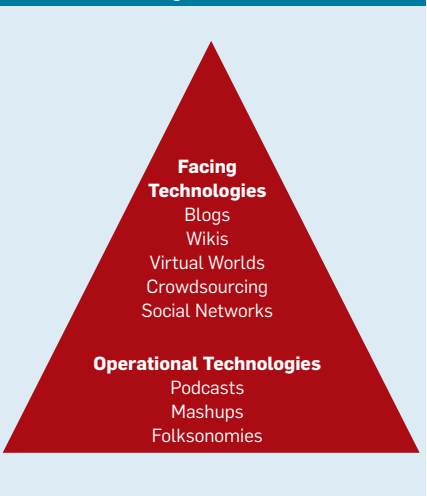 Facing
Technologies
Blogs
Wikis
Virtual Worlds
Crowdsourcing
Social Networks
Operational Technologies
Podcasts
Mashups
Folksonomies